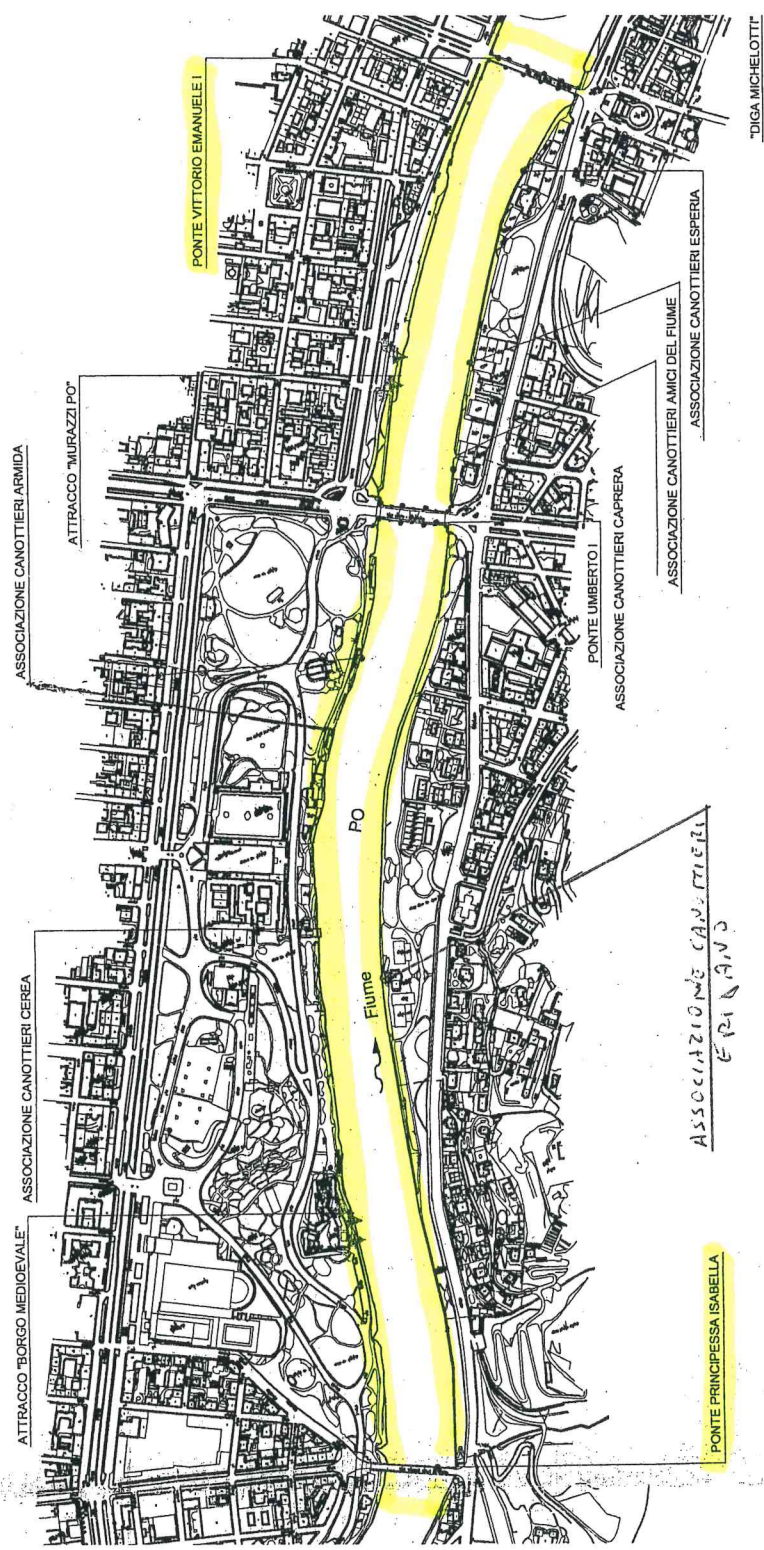 ATTRACCO "BORGO MEDIOEVALE"
ASSOCIAZIONE CANOTTIERI CEREA
ASSOCIAZIONE CANOTTIERI ARMIDA
ATTRACCO "MURAZZI PO"
PONTE VITTORIO EMANUELE I
Fiume
PO
PONTE PRINCIPESSA ISABELLA
ASSOCIAZIONE CANOTTIERI
ERIDANO
PONTE UMBERTO I
ASSOCIAZIONE CANOTTIERI CAPRERA
ASSOCIAZIONE CANOTTIERI AMICI DEL FIUME
ASSOCIAZIONE CANOTTIERI ESPERIA
"DIGA MICHELOTTI"